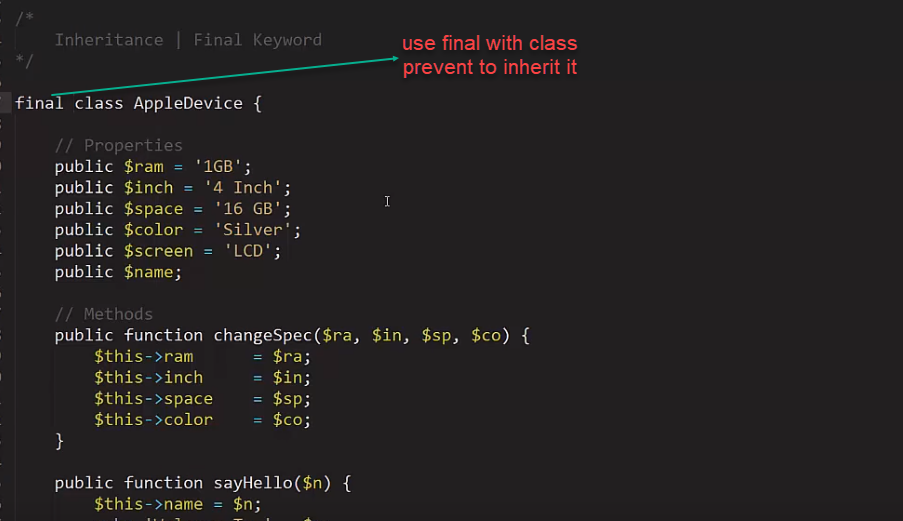 /*
Inheritance | Final Keyword
*/
use final with class
prevent to inherit it
final class AppleDevice {
// Properties
public $ram = '1GB';
public $inch = '4 Inch';
public $space = '16 GB';
public $color = 'Silver';
public $screen = 'LCD';
public $name;
// Methods
public function changeSpec($ra, $in, $sp, $co) {
$this->ram = $ra;
$this->inch = $in;
$this->space = $sp;
$this->color = $co;
}
public function sayHello($n) {
$this->name = $n;